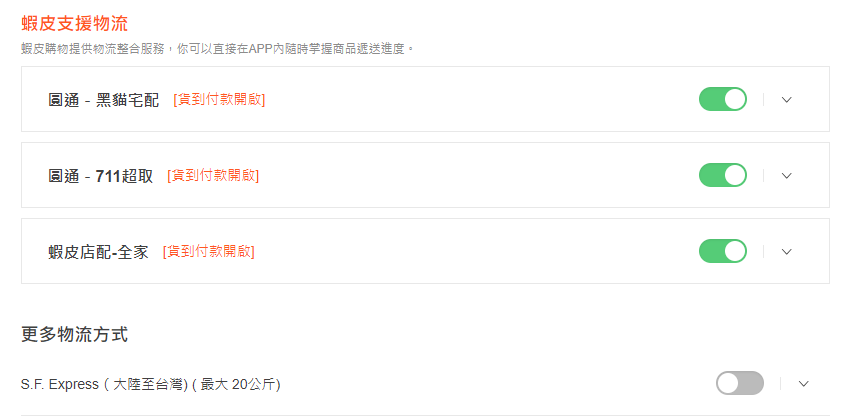 蝦皮支援物流
蝦皮購物提供物流整合服務，你可以直接在APP內隨時掌握商品遞送進度。
圓通 - 黑貓宅配 [貨到付款開啟]
圓通 - 711超取 [貨到付款開啟]
蝦皮店配-全家 [貨到付款開啟]
更多物流方式
S.F. Express ( 大陸至台灣) ( 最大 20公斤)